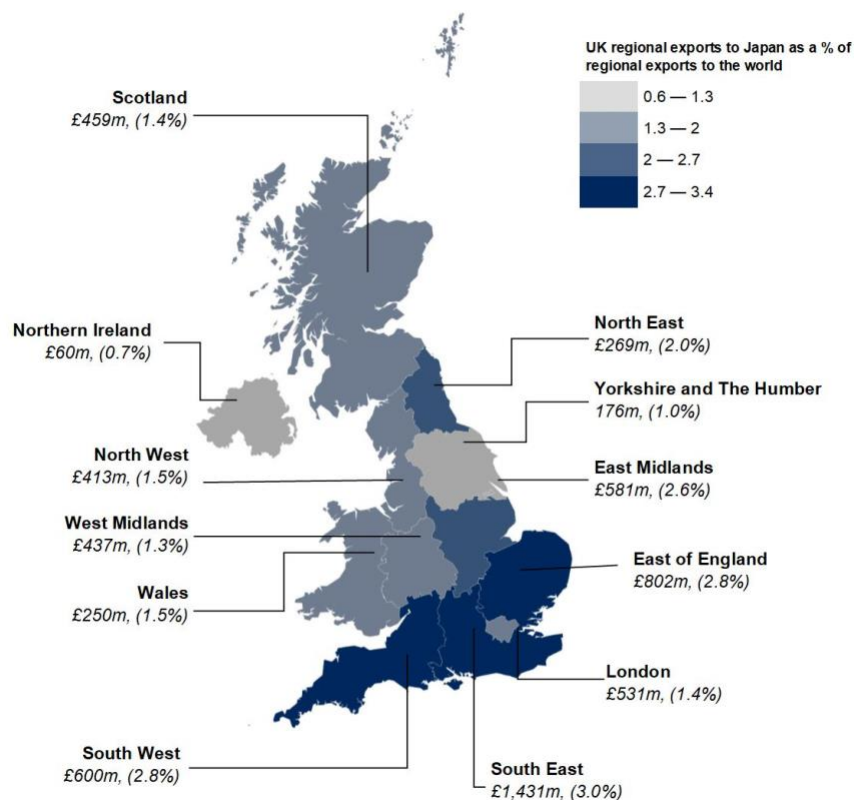 UK regional exports to Japan as a % of
regional exports to the world
0.6 — 1.3
1.3 — 2
2 — 2.7
2.7 — 3.4
Scotland
£459m, (1.4%)
Northern Ireland
£60m, (0.7%)
North East
£269m, (2.0%)
Yorkshire and The Humber
176m, (1.0%)
North West
£413m, (1.5%)
East Midlands
£581m, (2.6%)
West Midlands
£437m, (1.3%)
East of England
£802m, (2.8%)
Wales
£250m, (1.5%)
London
£531m, (1.4%)
South West
£600m, (2.8%)
South East
£1,431m, (3.0%)